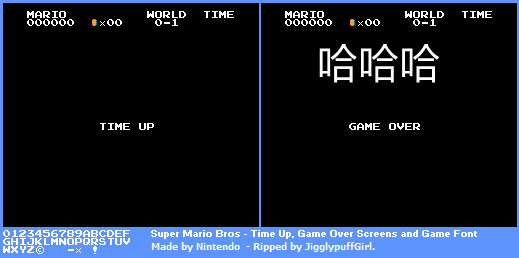 MARIO WORLD TIME
000000 ×00 0-1
TIME UP
MARIO WORLD TIME
000000 ×00 0-1
哈哈哈
GAME OVER
0123456789ABCDEF
GHIJKLMNOPQRSTUV
WXYZ© -× !
Super Mario Bros - Time Up, Game Over Screens and Game Font
Made by Nintendo - Ripped by JigglypuffGirl.